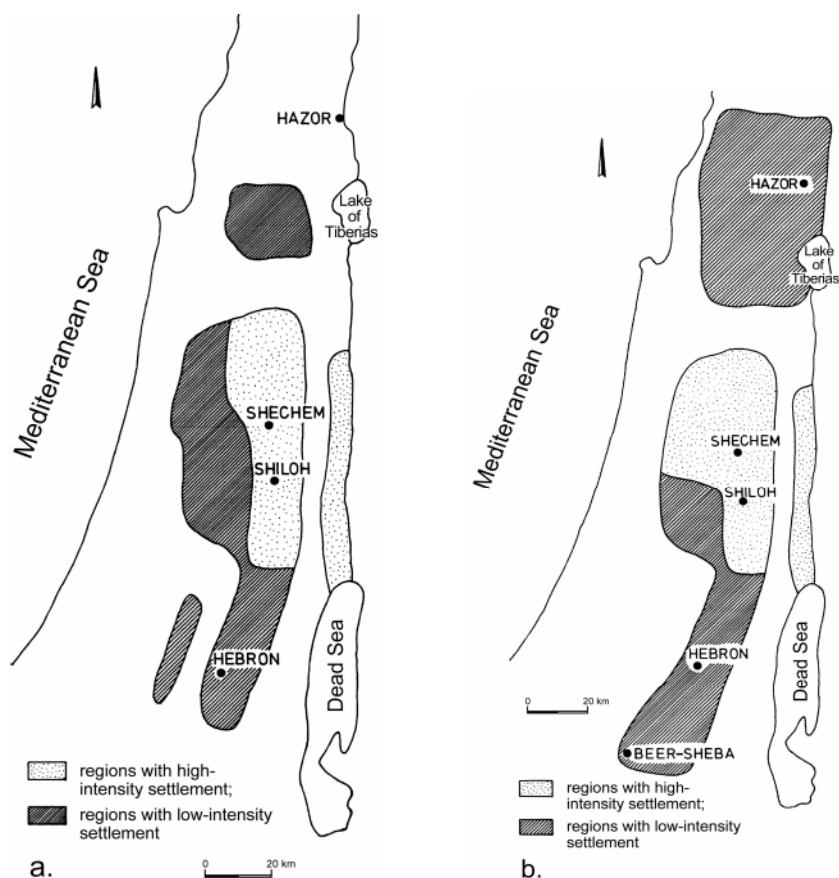 HAZOR
Lake
of
Tiberias
Mediterranean Sea
SHECHEM
SHILOH
HEBRON
Dead Sea
regions with high-
intensity settlement;
regions with low-intensity
settlement
a.
0 20 km
HAZOR
Lake
of
Tiberias
Mediterranean Sea
SHECHEM
SHILOH
HEBRON
Dead Sea
0 20 km
BEER-SHEBA
regions with high-
intensity settlement;
regions with low-intensity
settlement
b.